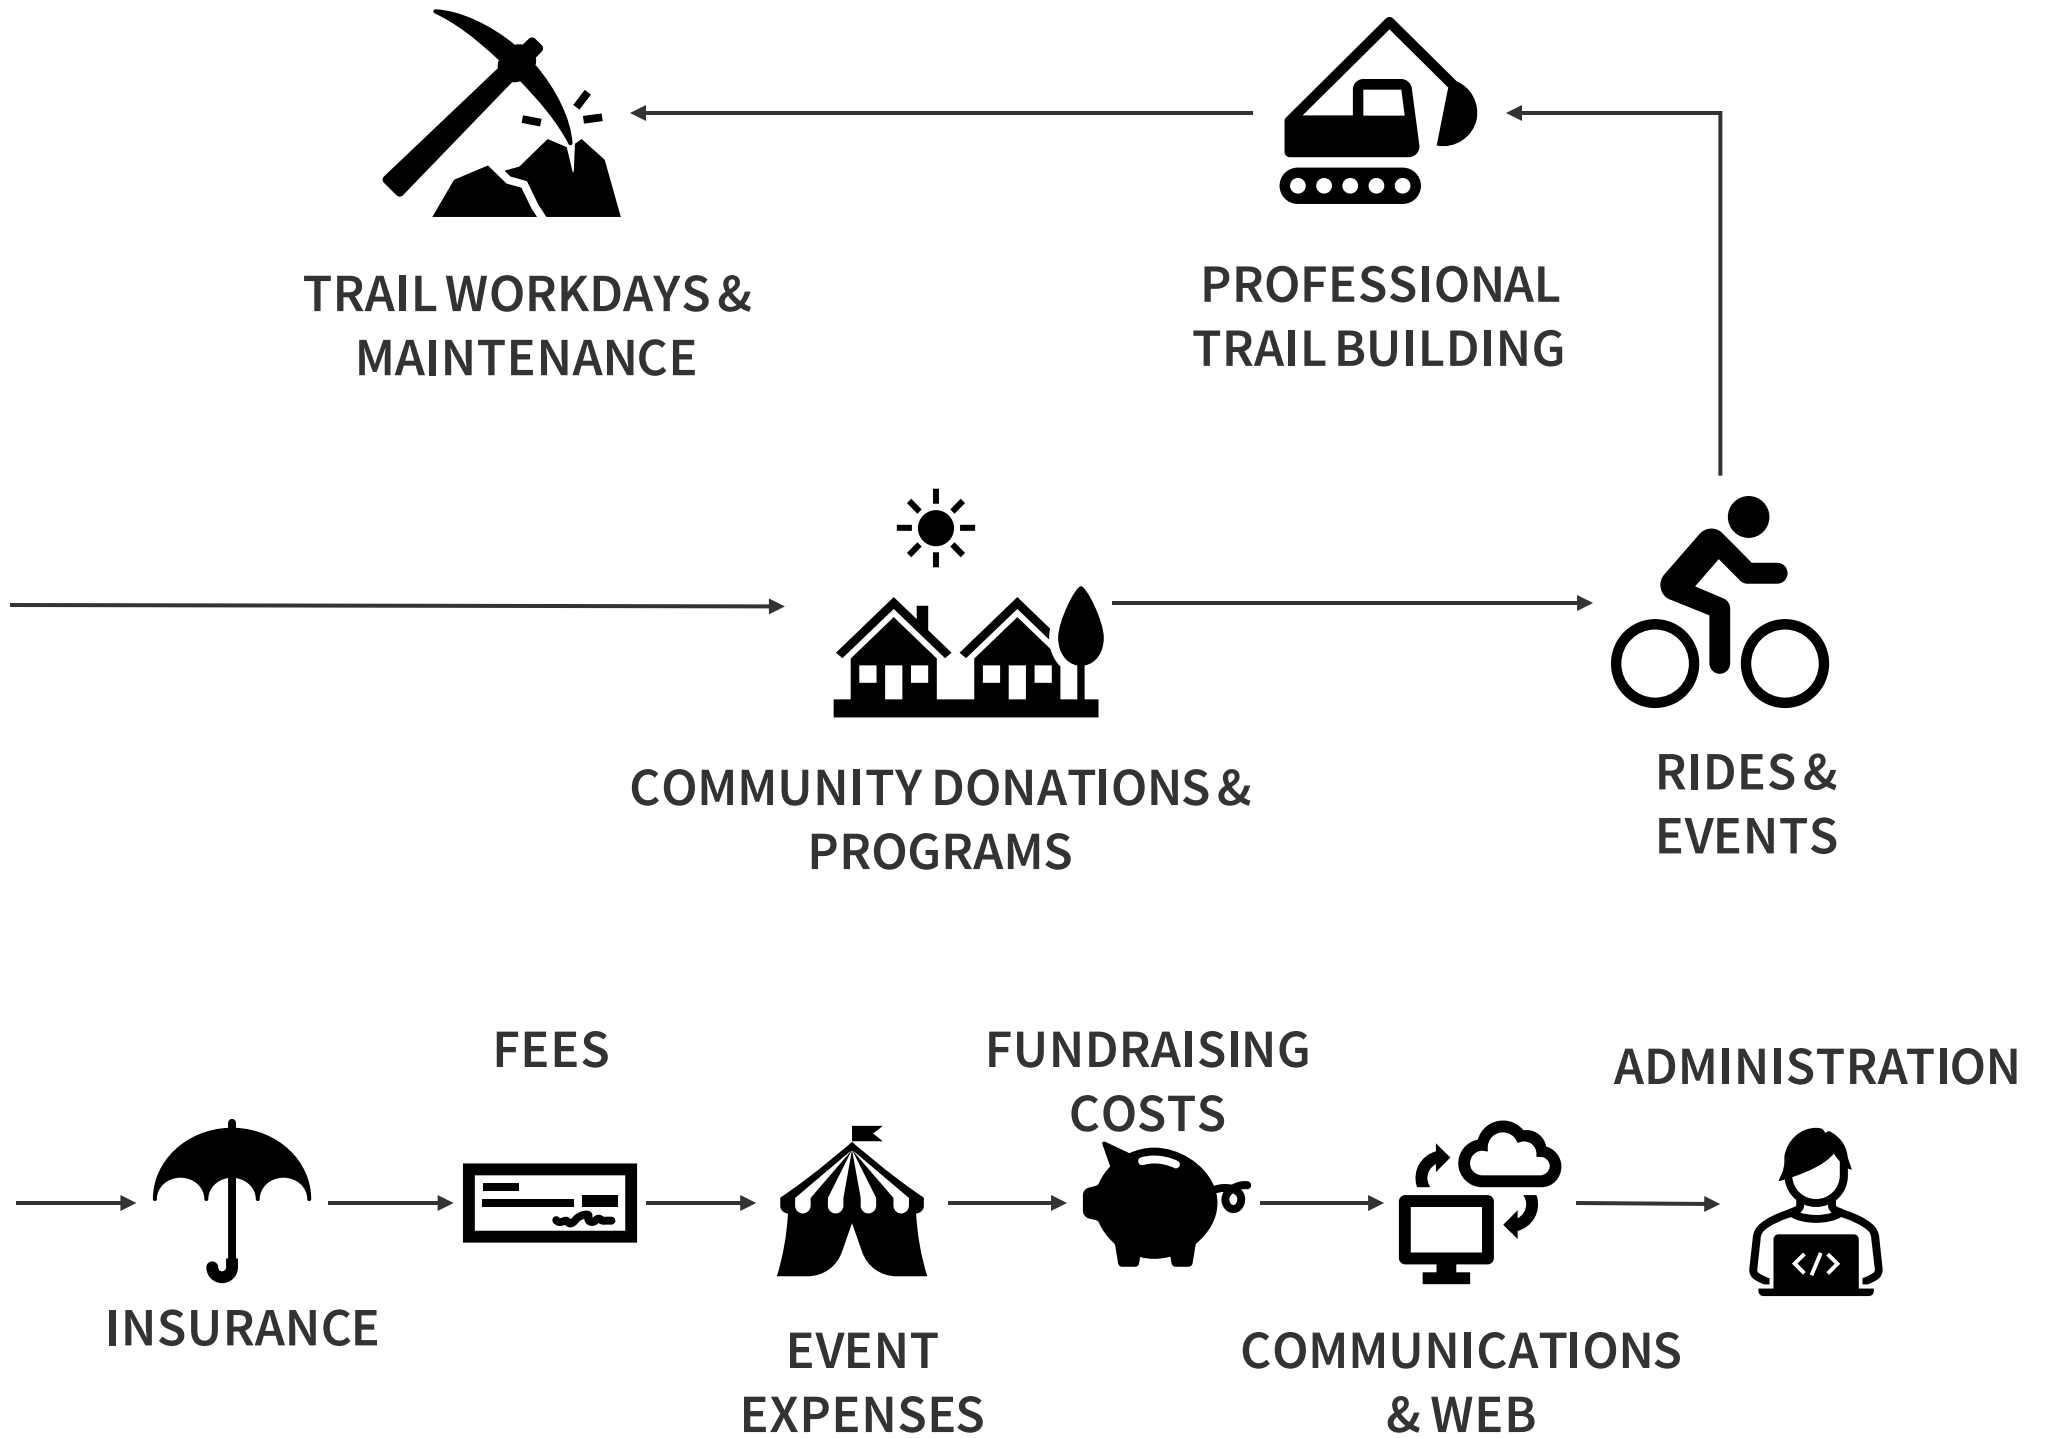 TRAIL WORKDAYS &
MAINTENANCE
PROFESSIONAL
TRAIL BUILDING
COMMUNITY DONATIONS &
PROGRAMS
RIDES &
EVENTS
INSURANCE
FEES
EVENT
EXPENSES
FUNDRAISING
COSTS
COMMUNICATIONS
& WEB
ADMINISTRATION